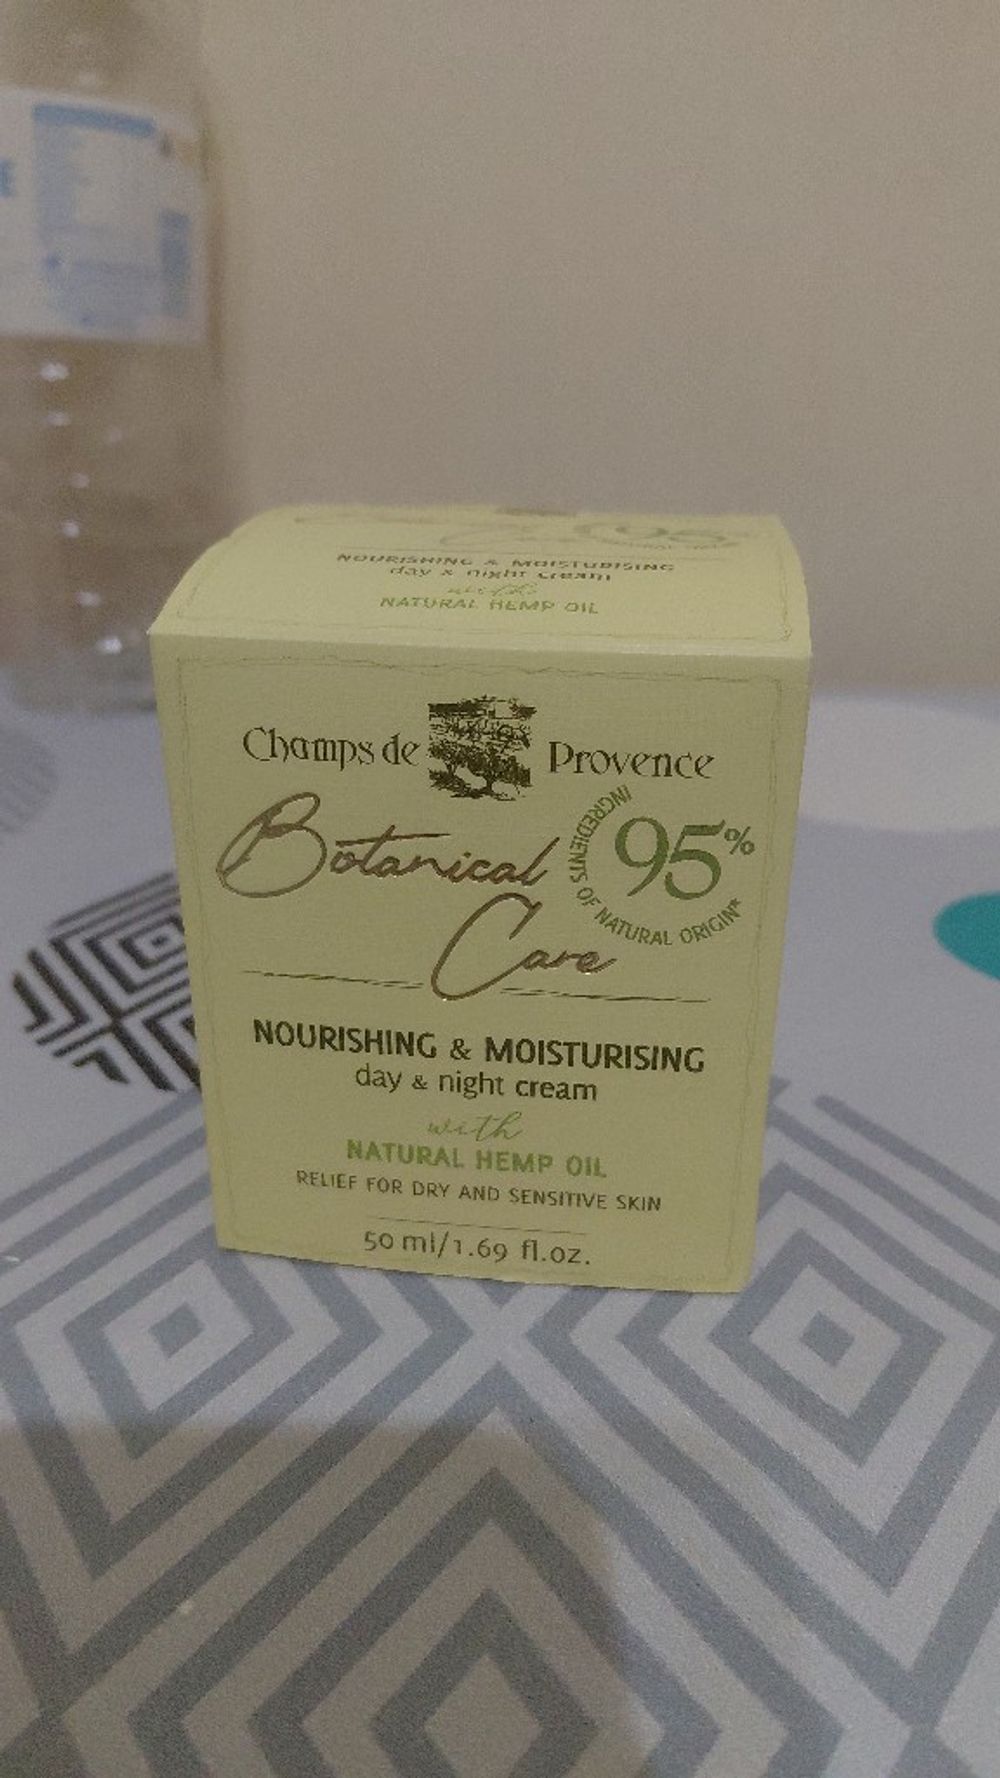 NOURISHING & MOISTURISING
day & night cream
with
NATURAL HEMP OIL
Champs de Provence
Botanical
Care
95%
INGREDIENTS OF NATURAL ORIGIN*
NOURISHING & MOISTURISING
day & night cream
with
NATURAL HEMP OIL
RELIEF FOR DRY AND SENSITIVE SKIN
50 ml/1.69 fl.oz.